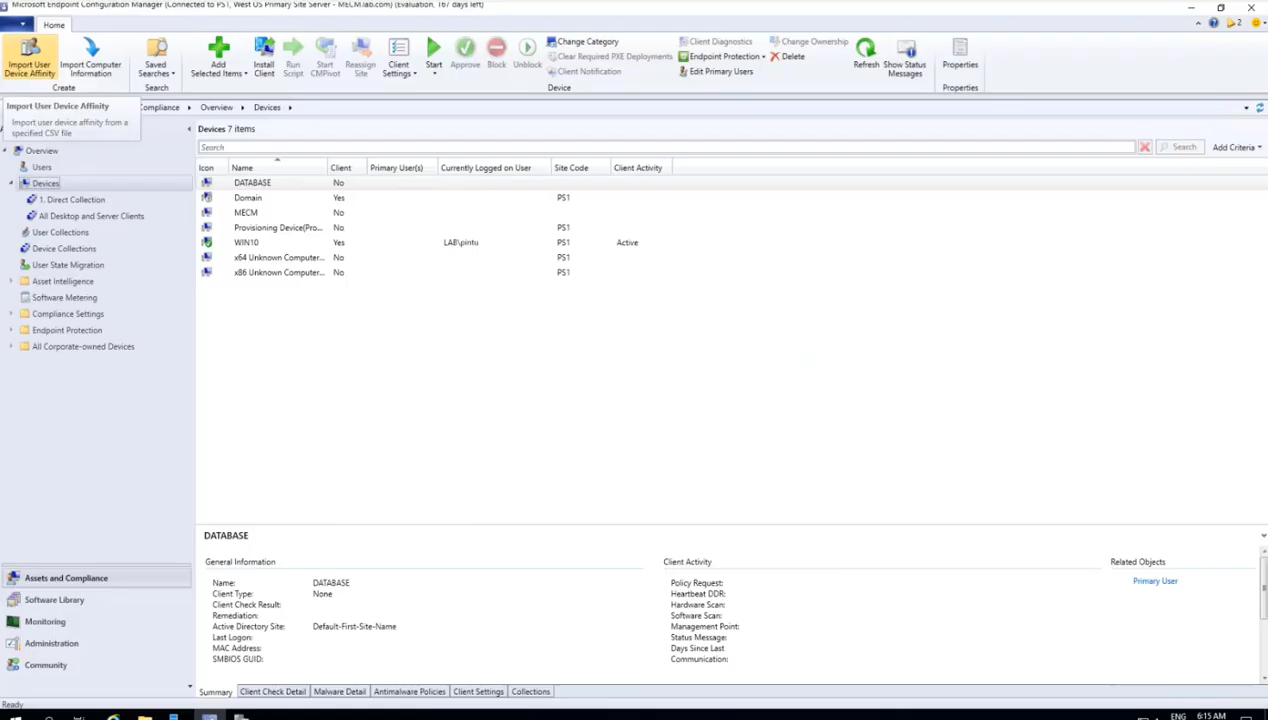 Microsoft Endpoint Configuration Manager (Connected to PS1, West US Primary Site Server - MECM.lab.com) (Evaluation, 167 days left)
Home
2
Import User Device Affinity
Import Computer Information
Saved Searches
Add Selected Items
Install Client
Run Script
Start CMPivot
Reassign Site
Client Settings
Start
Approve
Block
Unblock
Change Category
Clear Required PXE Deployments
Client Notification
Client Diagnostics
Endpoint Protection
Edit Primary Users
Change Ownership
Delete
Refresh
Show Status Messages
Properties
Create
Search
Device
Properties
Import User Device Affinity
Import user device affinity from a
specified CSV file
Compliance
Overview
Devices
Devices 7 items
Search
Search
Add Criteria
Overview
Users
Devices
1. Direct Collection
All Desktop and Server Clients
User Collections
Device Collections
User State Migration
Asset Intelligence
Software Metering
Compliance Settings
Endpoint Protection
All Corporate-owned Devices
Icon Name Client Primary User(s) Currently Logged on User Site Code Client Activity
DATABASE No
Domain Yes PS1
MECM No
Provisioning Device(Pro... No PS1
WIN10 Yes LAB\pintu PS1 Active
x64 Unknown Computer... No PS1
x86 Unknown Computer... No PS1
DATABASE
General Information
Name: DATABASE
Client Type: None
Client Check Result:
Remediation:
Active Directory Site: Default-First-Site-Name
Last Logon:
MAC Address:
SMBIOS GUID:
Client Activity
Policy Request:
Heartbeat DDR:
Hardware Scan:
Software Scan:
Management Point:
Status Message:
Days Since Last
Communication:
Related Objects
Primary User
Assets and Compliance
Software Library
Monitoring
Administration
Community
Summary Client Check Detail Malware Detail Antimalware Policies Client Settings Collections
Ready
ENG 6:15 AM